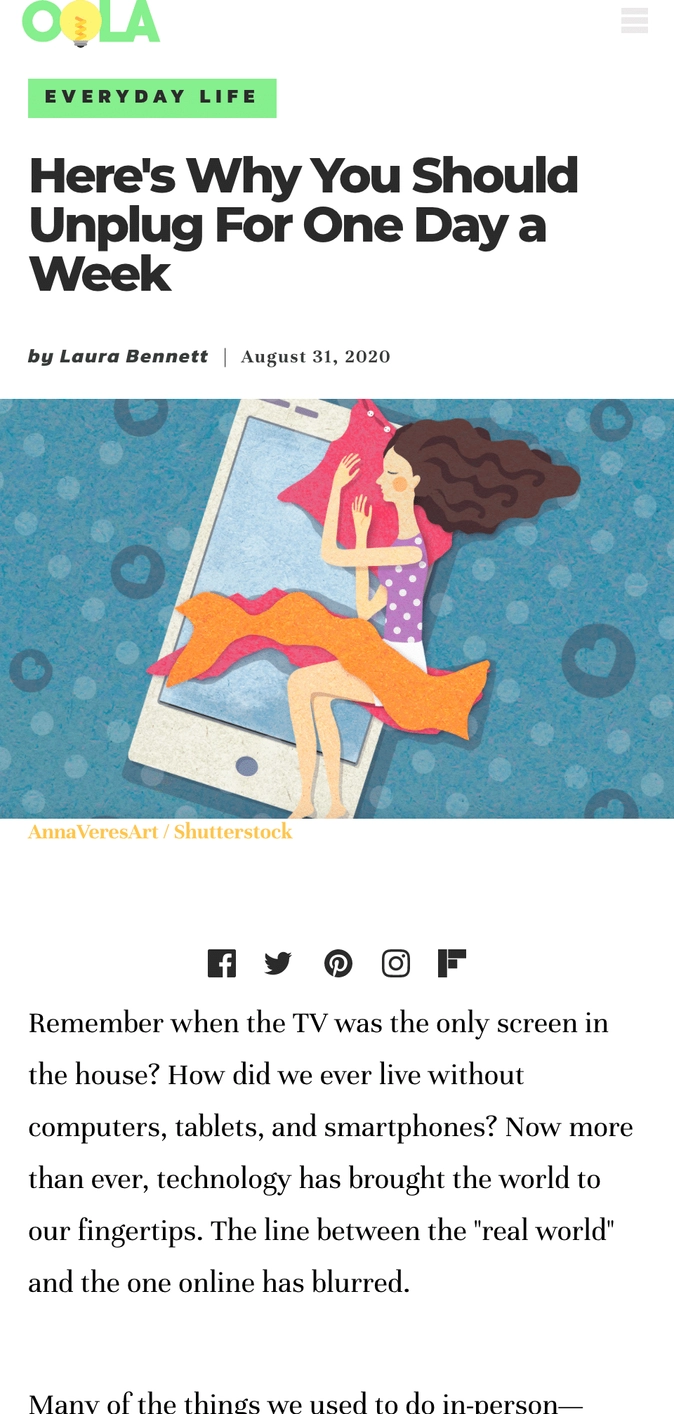 OOLA
EVERYDAY LIFE
Here's Why You Should
Unplug For One Day a
Week
by Laura Bennett | August 31, 2020
AnnaVeresArt / Shutterstock
Remember when the TV was the only screen in
the house? How did we ever live without
computers, tablets, and smartphones? Now more
than ever, technology has brought the world to
our fingertips. The line between the "real world"
and the one online has blurred.
Many of the things we used to do in-person—